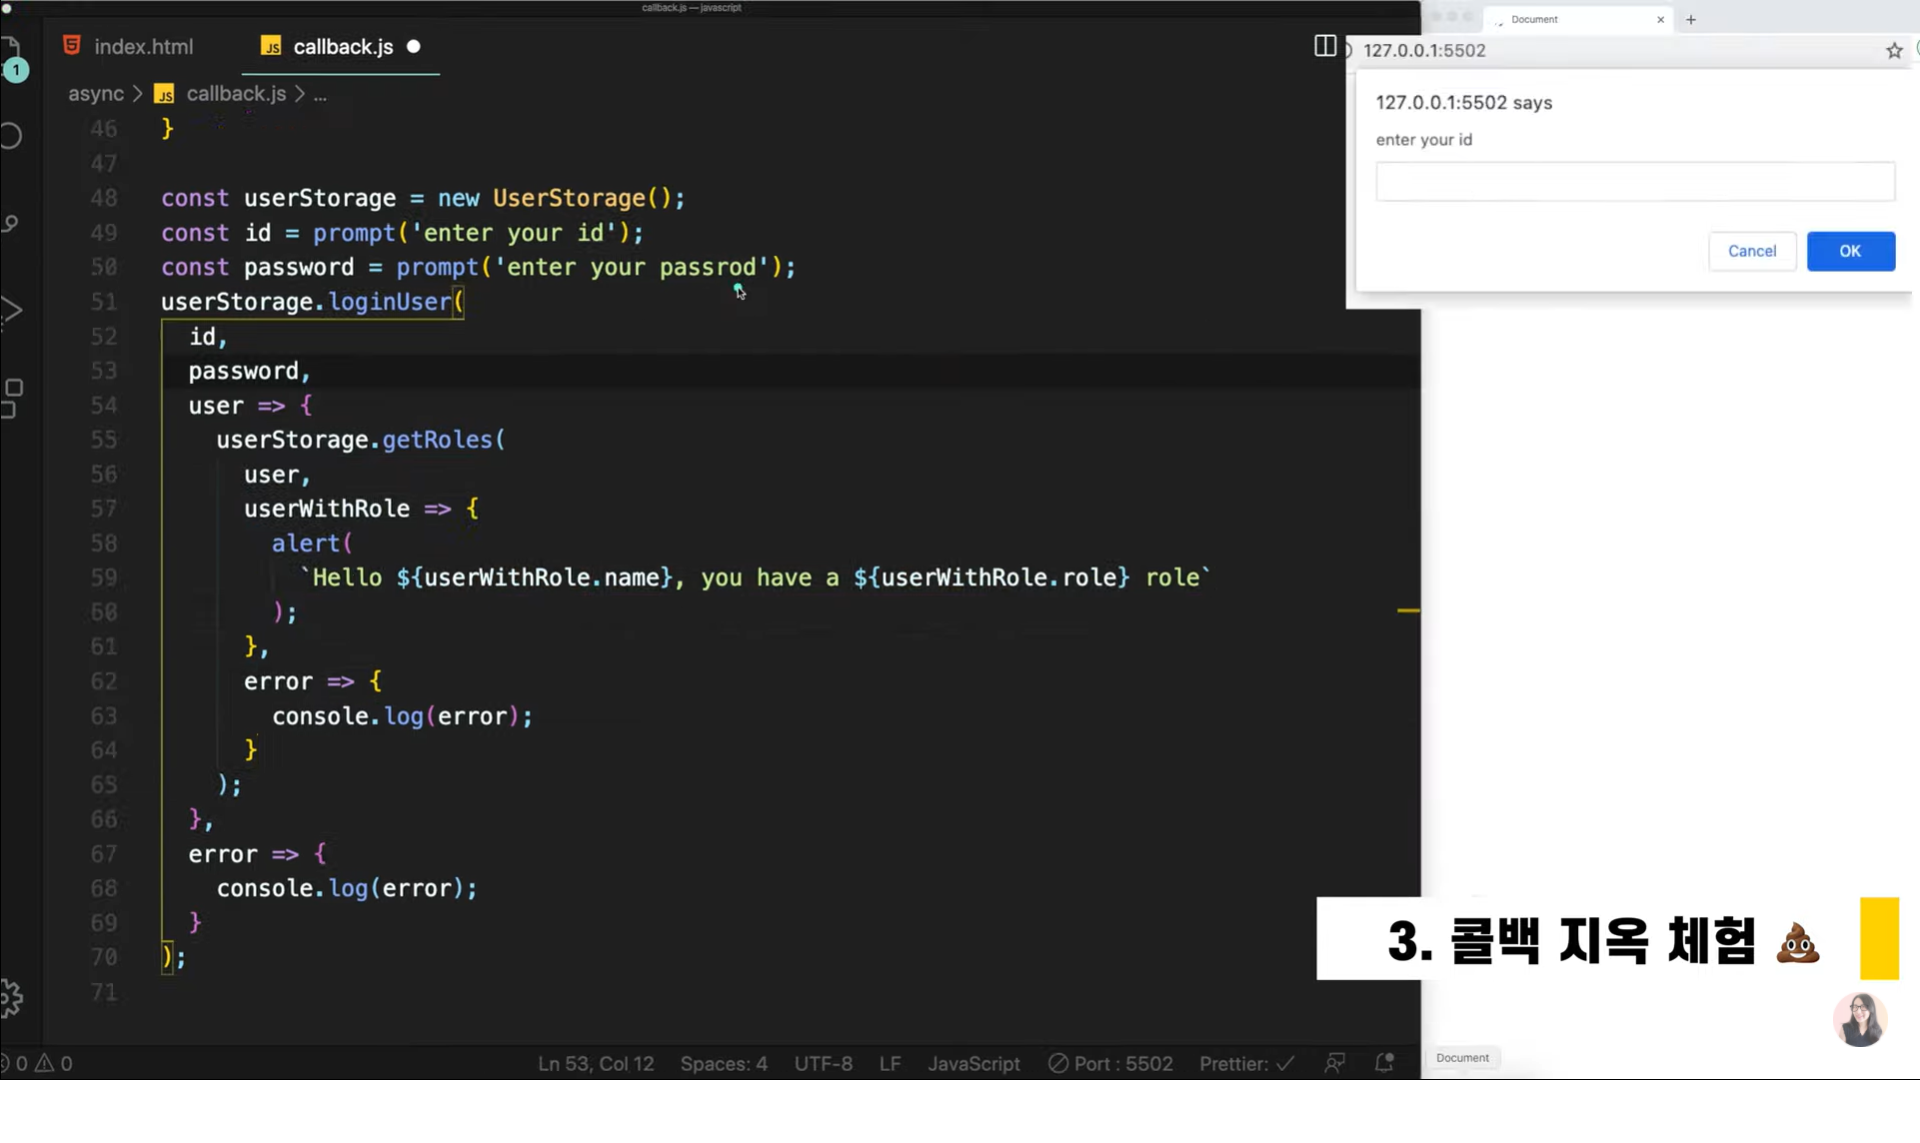 callback.js — javascript
index.html
JS callback.js
1
async > JS callback.js > ...
46 }
47
48 const userStorage = new UserStorage();
49 const id = prompt('enter your id');
50 const password = prompt('enter your passrod');
51 userStorage.loginUser(
52 id,
53 password,
54 user => {
55 userStorage.getRoles(
56 user,
57 userWithRole => {
58 alert(
59 `Hello ${userWithRole.name}, you have a ${userWithRole.role} role`
60 );
61 },
62 error => {
63 console.log(error);
64 }
65 );
66 },
67 error => {
68 console.log(error);
69 }
70 );
71
0 0
Ln 53, Col 12 Spaces: 4 UTF-8 LF JavaScript Port : 5502 Prettier: ✓
Document
127.0.0.1:5502
127.0.0.1:5502 says
enter your id
Cancel OK
3. 콜백 지옥 체험 💩
Document